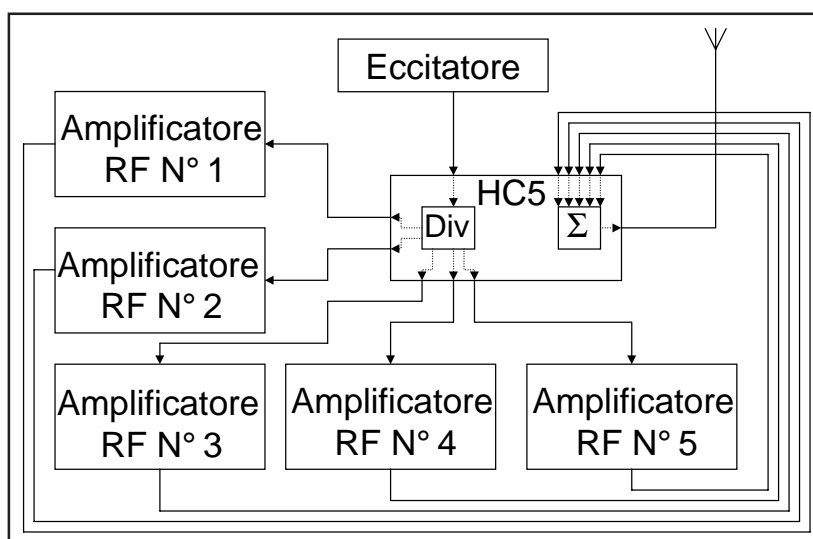 Eccitatore
Amplificatore
RF N° 1
HC5
Div
Σ
Amplificatore
RF N° 2
Amplificatore
RF N° 3
Amplificatore
RF N° 4
Amplificatore
RF N° 5